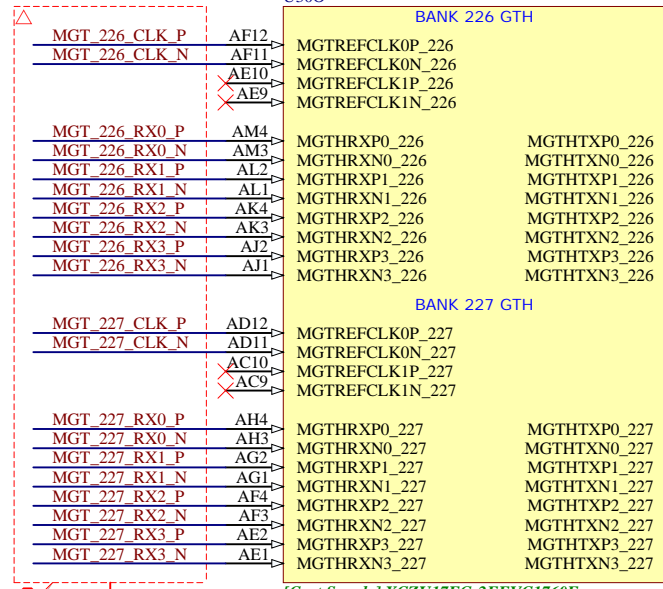 BANK 226 GTH
MGT_226_CLK_P AF12 MGTREFCLK0P_226
MGT_226_CLK_N AF11 MGTREFCLK0N_226
AE10 MGTREFCLK1P_226
AE9 MGTREFCLK1N_226
MGT_226_RX0_P AM4 MGTHRXP0_226 MGTHTXP0_226
MGT_226_RX0_N AM3 MGTHRXN0_226 MGTHTXN0_226
MGT_226_RX1_P AL2 MGTHRXP1_226 MGTHTXP1_226
MGT_226_RX1_N AL1 MGTHRXN1_226 MGTHTXN1_226
MGT_226_RX2_P AK4 MGTHRXP2_226 MGTHTXP2_226
MGT_226_RX2_N AK3 MGTHRXN2_226 MGTHTXN2_226
MGT_226_RX3_P AJ2 MGTHRXP3_226 MGTHTXP3_226
MGT_226_RX3_N AJ1 MGTHRXN3_226 MGTHTXN3_226
BANK 227 GTH
MGT_227_CLK_P AD12 MGTREFCLK0P_227
MGT_227_CLK_N AD11 MGTREFCLK0N_227
AC10 MGTREFCLK1P_227
AC9 MGTREFCLK1N_227
MGT_227_RX0_P AH4 MGTHRXP0_227 MGTHTXP0_227
MGT_227_RX0_N AH3 MGTHRXN0_227 MGTHTXN0_227
MGT_227_RX1_P AG2 MGTHRXP1_227 MGTHTXP1_227
MGT_227_RX1_N AG1 MGTHRXN1_227 MGTHTXN1_227
MGT_227_RX2_P AF4 MGTHRXP2_227 MGTHTXP2_227
MGT_227_RX2_N AF3 MGTHRXN2_227 MGTHTXN2_227
MGT_227_RX3_P AE2 MGTHRXP3_227 MGTHTXP3_227
MGT_227_RX3_N AE1 MGTHRXN3_227 MGTHTXN3_227